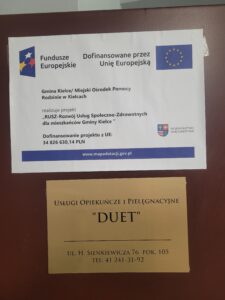 Fundusze
Europejskie
Dofinansowane przez
Unię Europejską
Gmina Kielce/ Miejski Ośrodek Pomocy
Rodzinie w Kielcach
realizuje projekt
„RUSZ-Rozwój Usług Społeczno-Zdrowotnych
dla mieszkańców Gminy Kielce "
Dofinansowanie projektu z UE:
34 826 630,14 PLN
www.mapadotacji.gov.pl
USŁUGI OPIEKUŃCZE I PIELĘGNACYJNE
"DUET"
UL. H. SIENKIEWICZA 76 POK. 105
TEL: 41 241-31-92